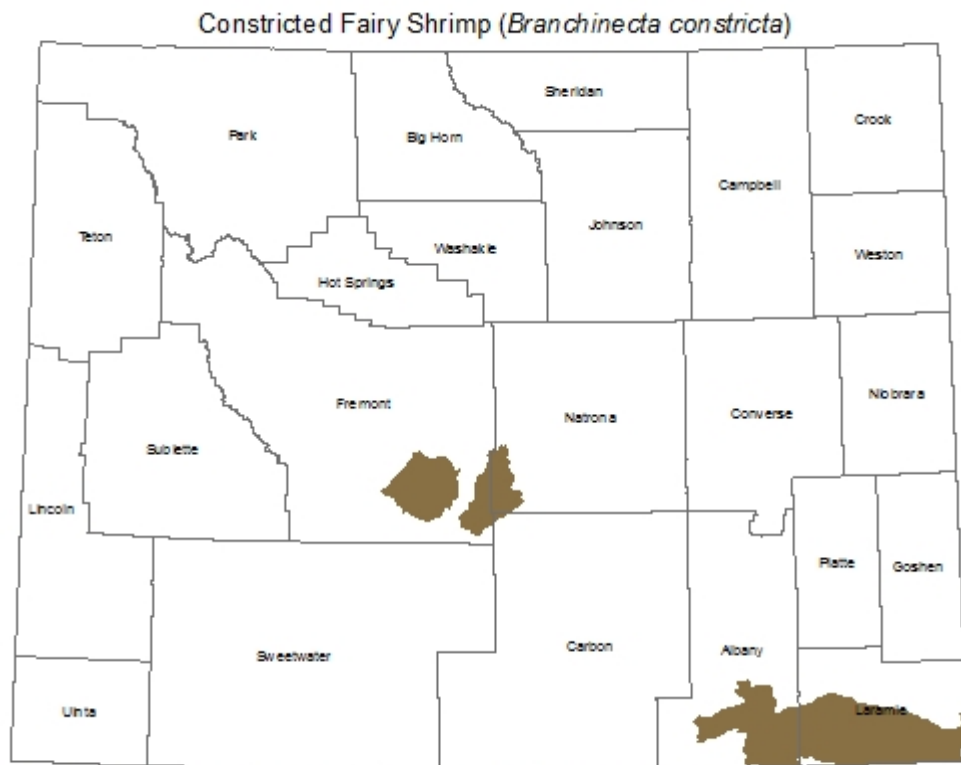 Constricted Fairy Shrimp (Branchinecta constricta)
Sheridan
Crook
Park
Big Horn
Campbell
Johnson
Teton
Washakie
Weston
Hot Springs
Fremont
Natrona
Converse
Niobrara
Sublette
Lincoln
Platte
Goshen
Carbon
Albany
Sweetwater
Uinta
Laramie